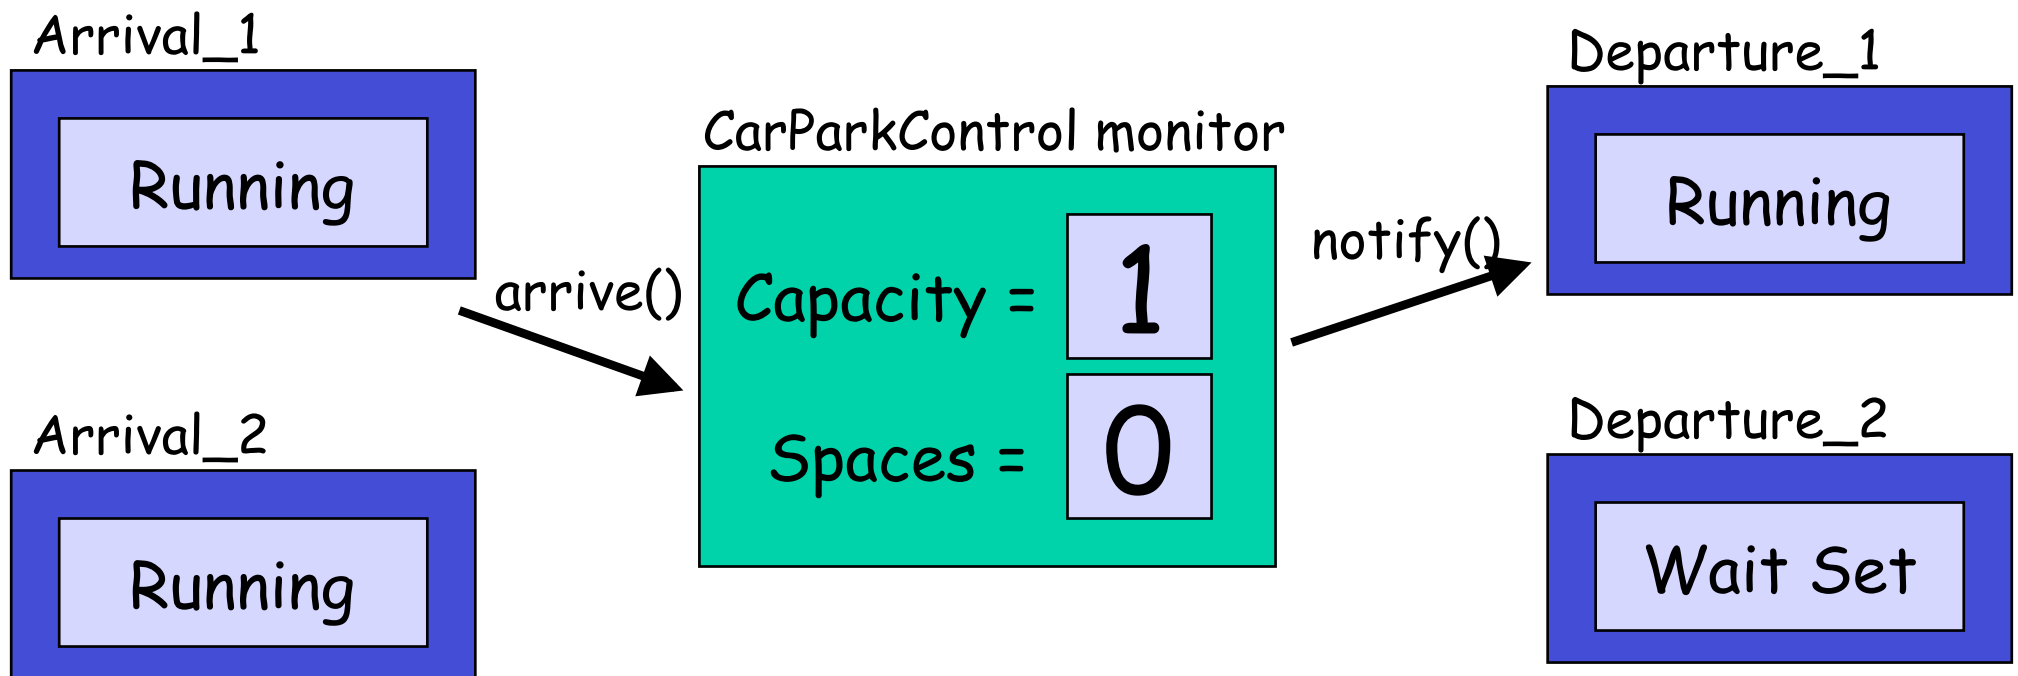 Arrival_1
Running
Arrival_2
Running
arrive()
CarParkControl monitor
Capacity = 1
Spaces = 0
notify()
Departure_1
Running
Departure_2
Wait Set